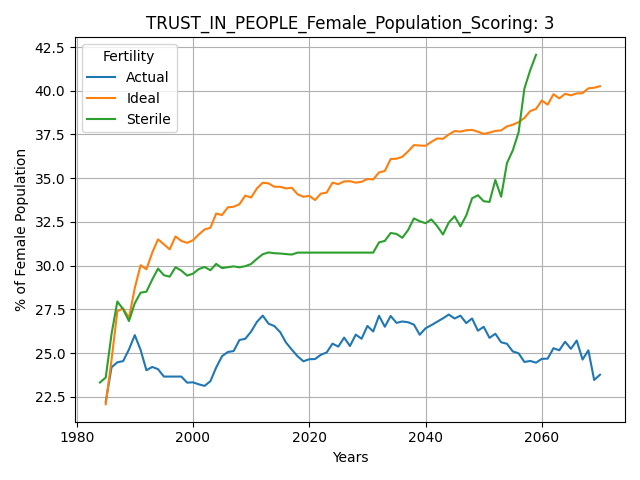 TRUST_IN_PEOPLE_Female_Population_Scoring: 3
% of Female Population
42.5
40.0
37.5
35.0
32.5
30.0
27.5
25.0
22.5
Fertility
Actual
Ideal
Sterile
1980
2000
2020
2040
2060
Years